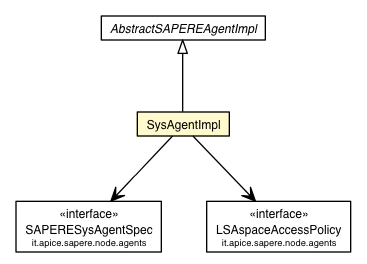 AbstractSAPEREAgentImpl
SysAgentImpl
«interface»
SAPERESysAgentSpec
it.apice.sapere.node.agents
«interface»
LSAspaceAccessPolicy
it.apice.sapere.node.agents